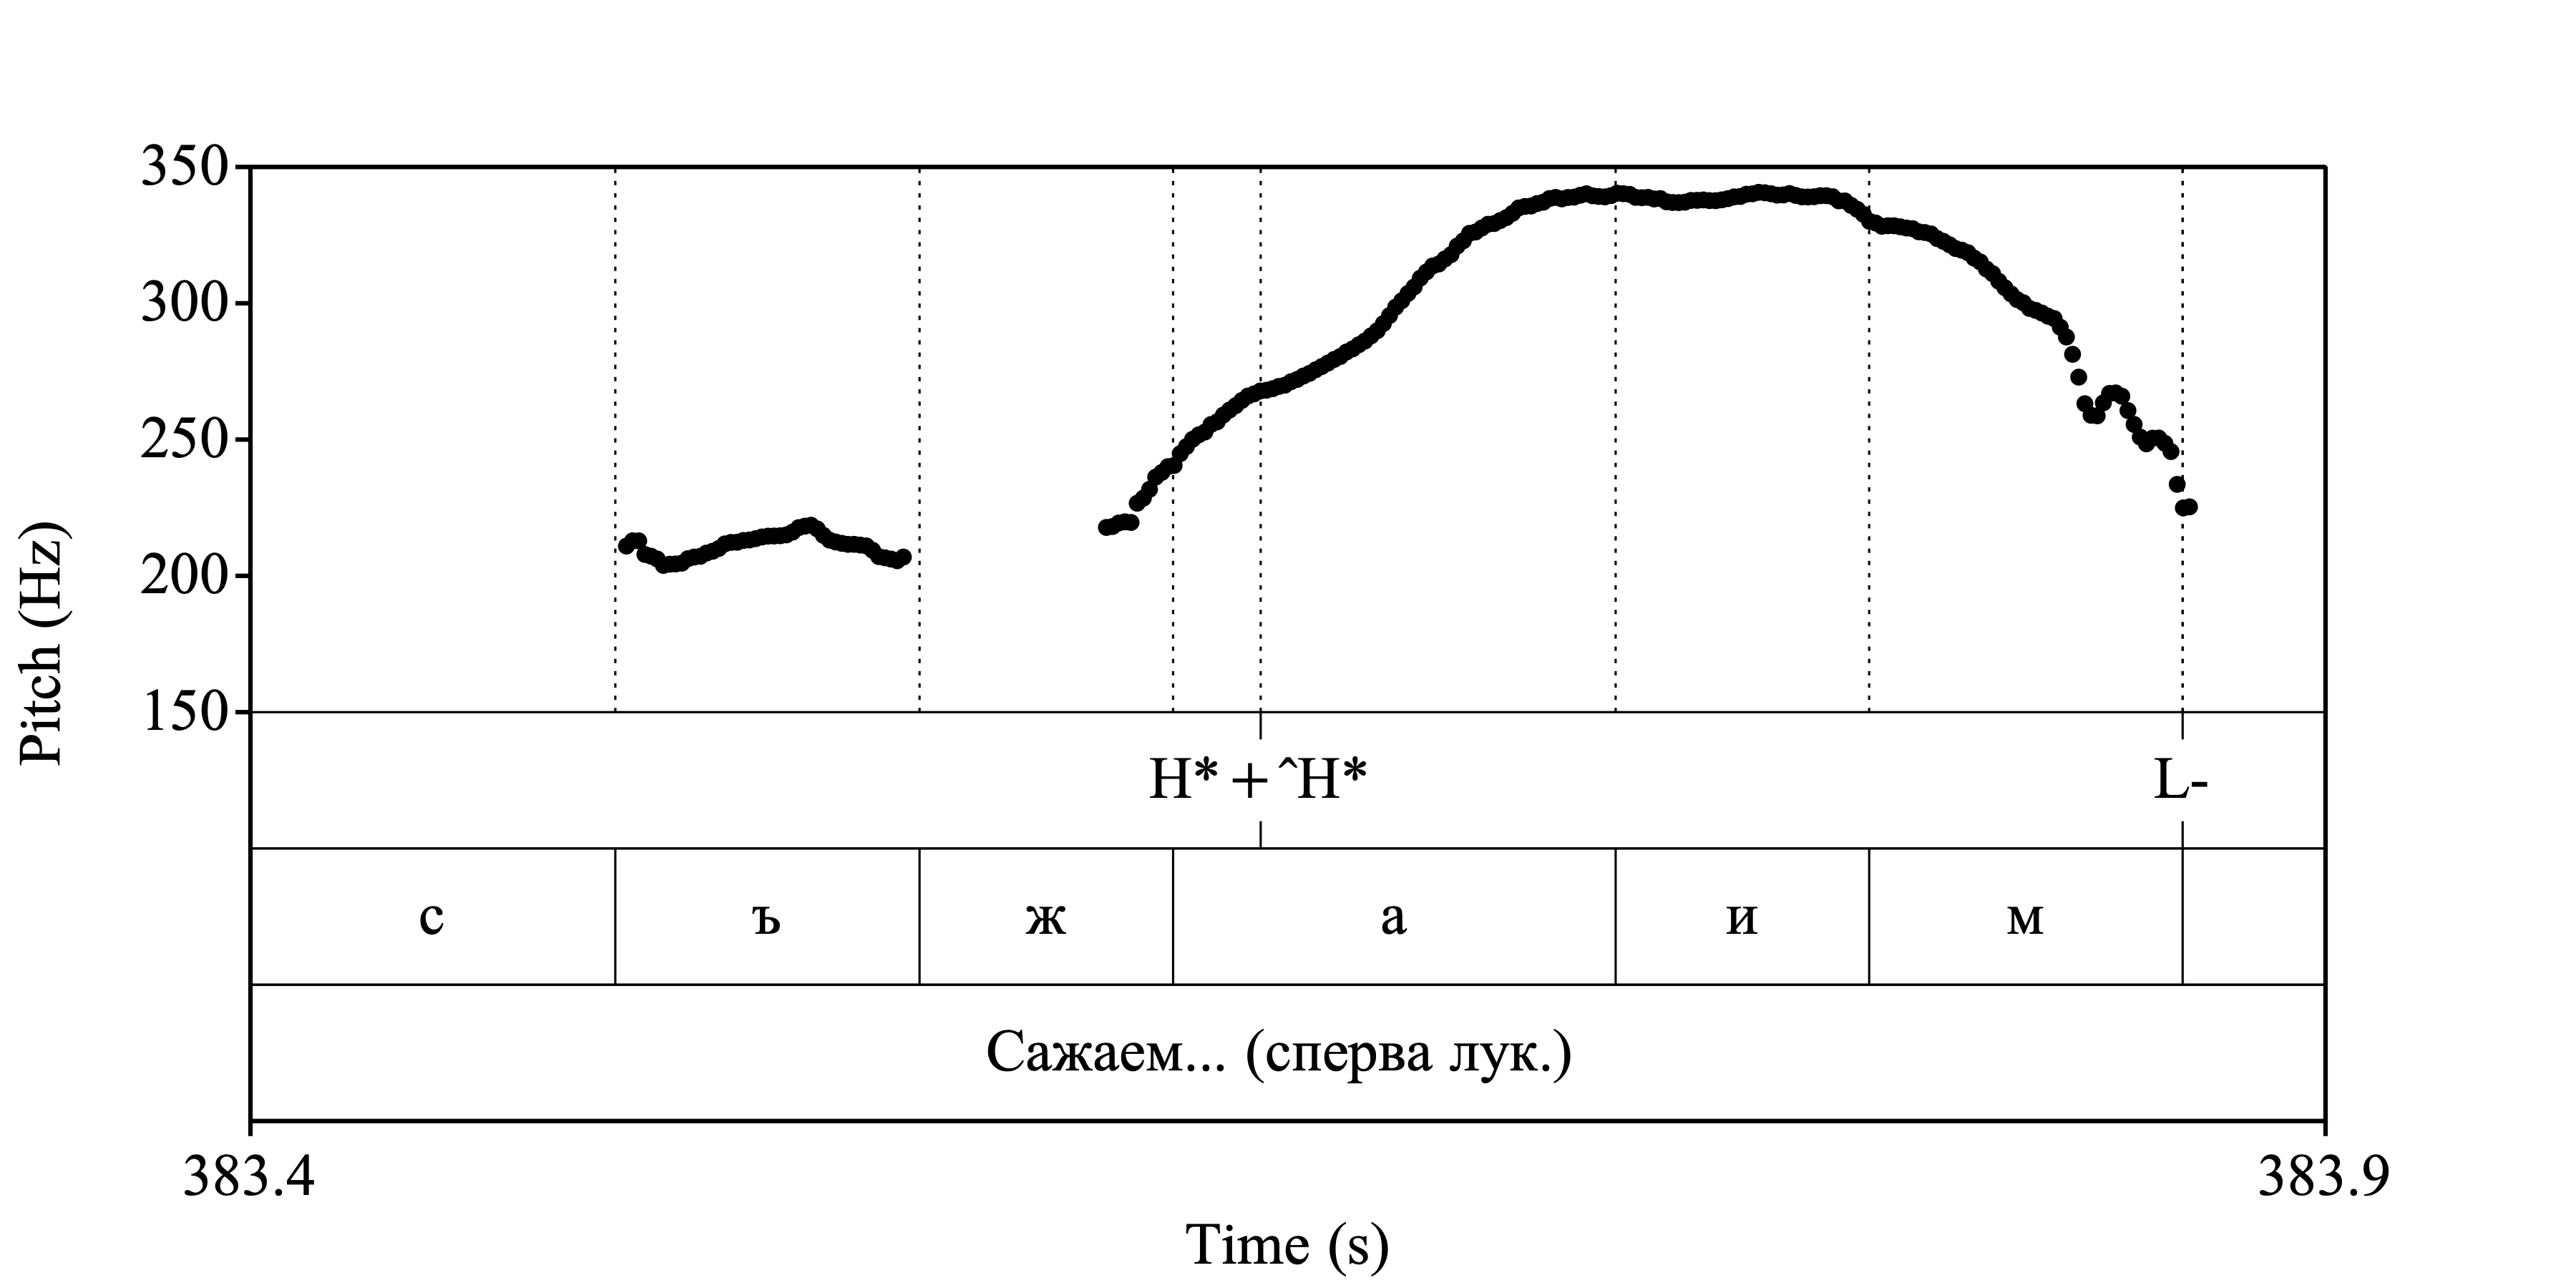 350
300
250
200
150
Pitch (Hz)
H* + ^H* L-
с ъ ж а и м
Сажаем... (сперва лук.)
383.4 383.9
Time (s)